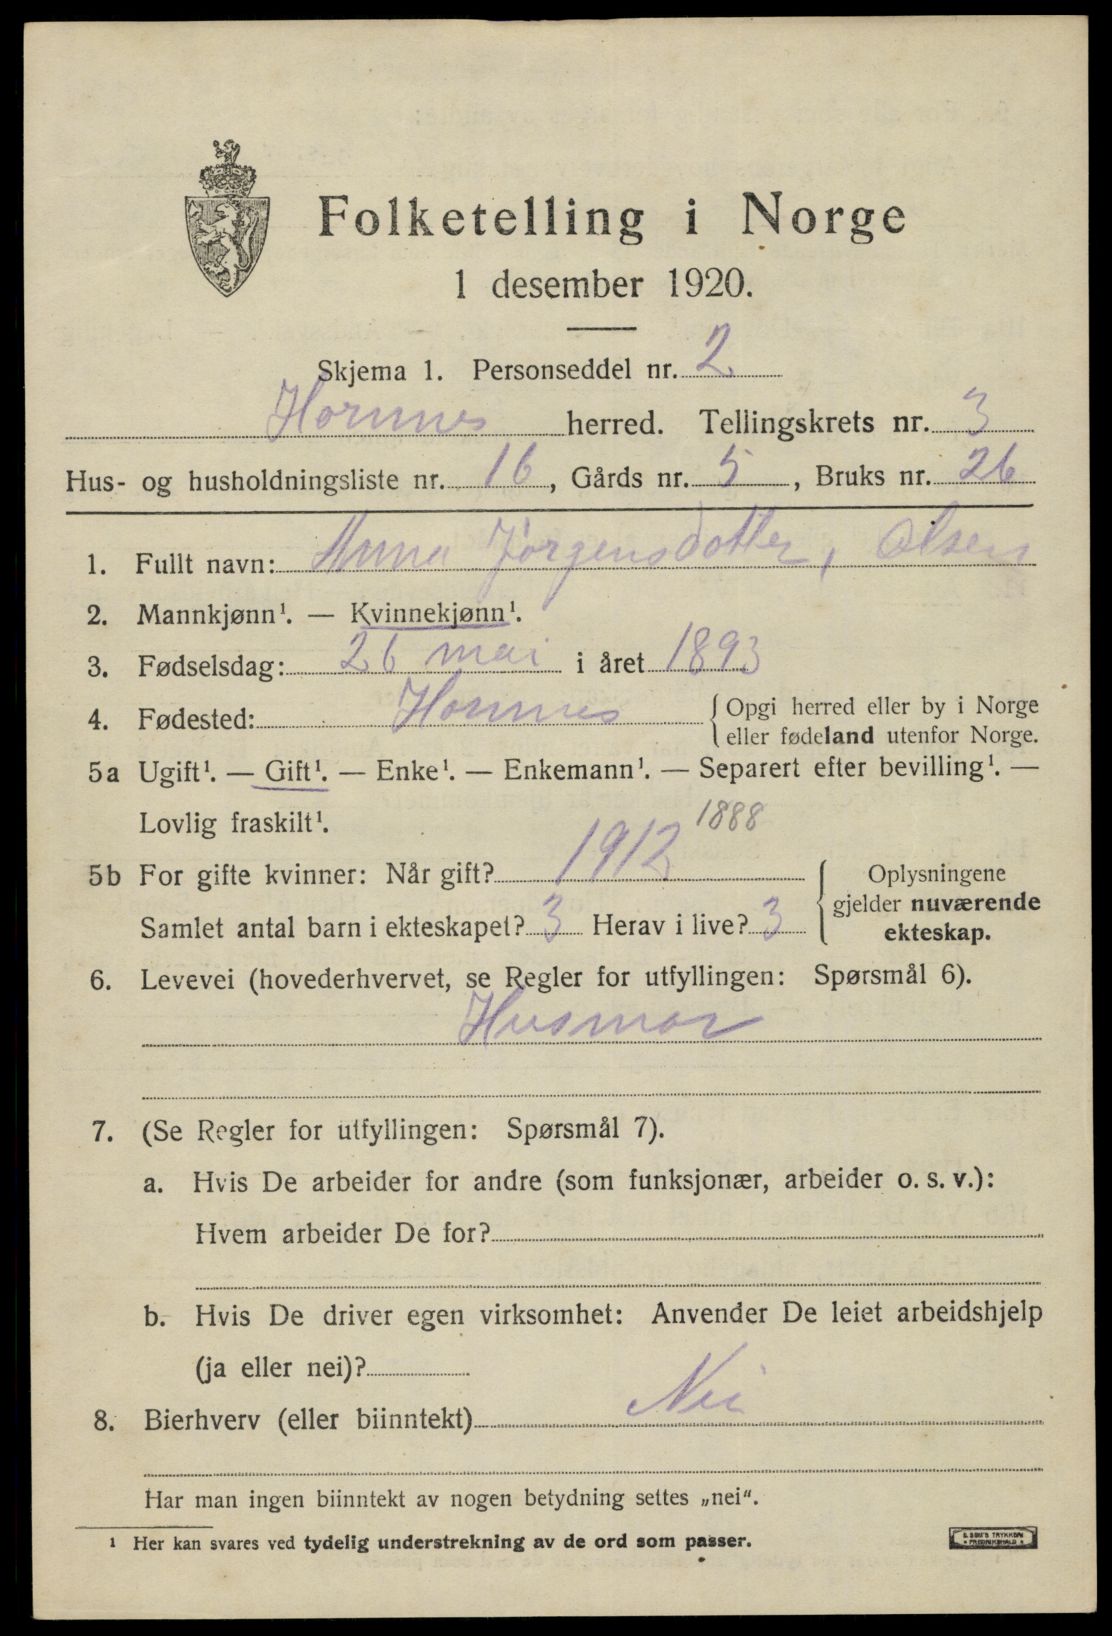 Folketelling i Norge
1 desember 1920.
Skjema 1. Personseddel nr. 2
Hornnes herred. Tellingskrets nr. 3
Hus- og husholdningsliste nr. 16, Gårds nr. 5, Bruks nr. 26
1. Fullt navn: Anna Jørgensdotter, Olsen
2. Mannkjønn¹. — Kvinnekjønn¹.
3. Fødselsdag: 26 mai i året 1893
4. Fødested: Hornnes { Opgi herred eller by i Norge
eller fødeland utenfor Norge.
5a Ugift¹. — Gift¹. — Enke¹. — Enkemann¹. — Separert efter bevilling¹. —
Lovlig fraskilt¹.
1888
5b For gifte kvinner: Når gift? 1912
Samlet antal barn i ekteskapet? 3 Herav i live? 3
{ Oplysningene
gjelder nuværende
ekteskap.
6. Levevei (hovederhvervet, se Regler for utfyllingen: Spørsmål 6).
Husmor
7. (Se Regler for utfyllingen: Spørsmål 7).
a. Hvis De arbeider for andre (som funksjonær, arbeider o. s. v.):
Hvem arbeider De for?
b. Hvis De driver egen virksomhet: Anvender De leiet arbeidshjelp
(ja eller nei)?
8. Bierhverv (eller biinntekt) Nei
Har man ingen biinntekt av nogen betydning settes „nei".
¹ Her kan svares ved tydelig understrekning av de ord som passer.